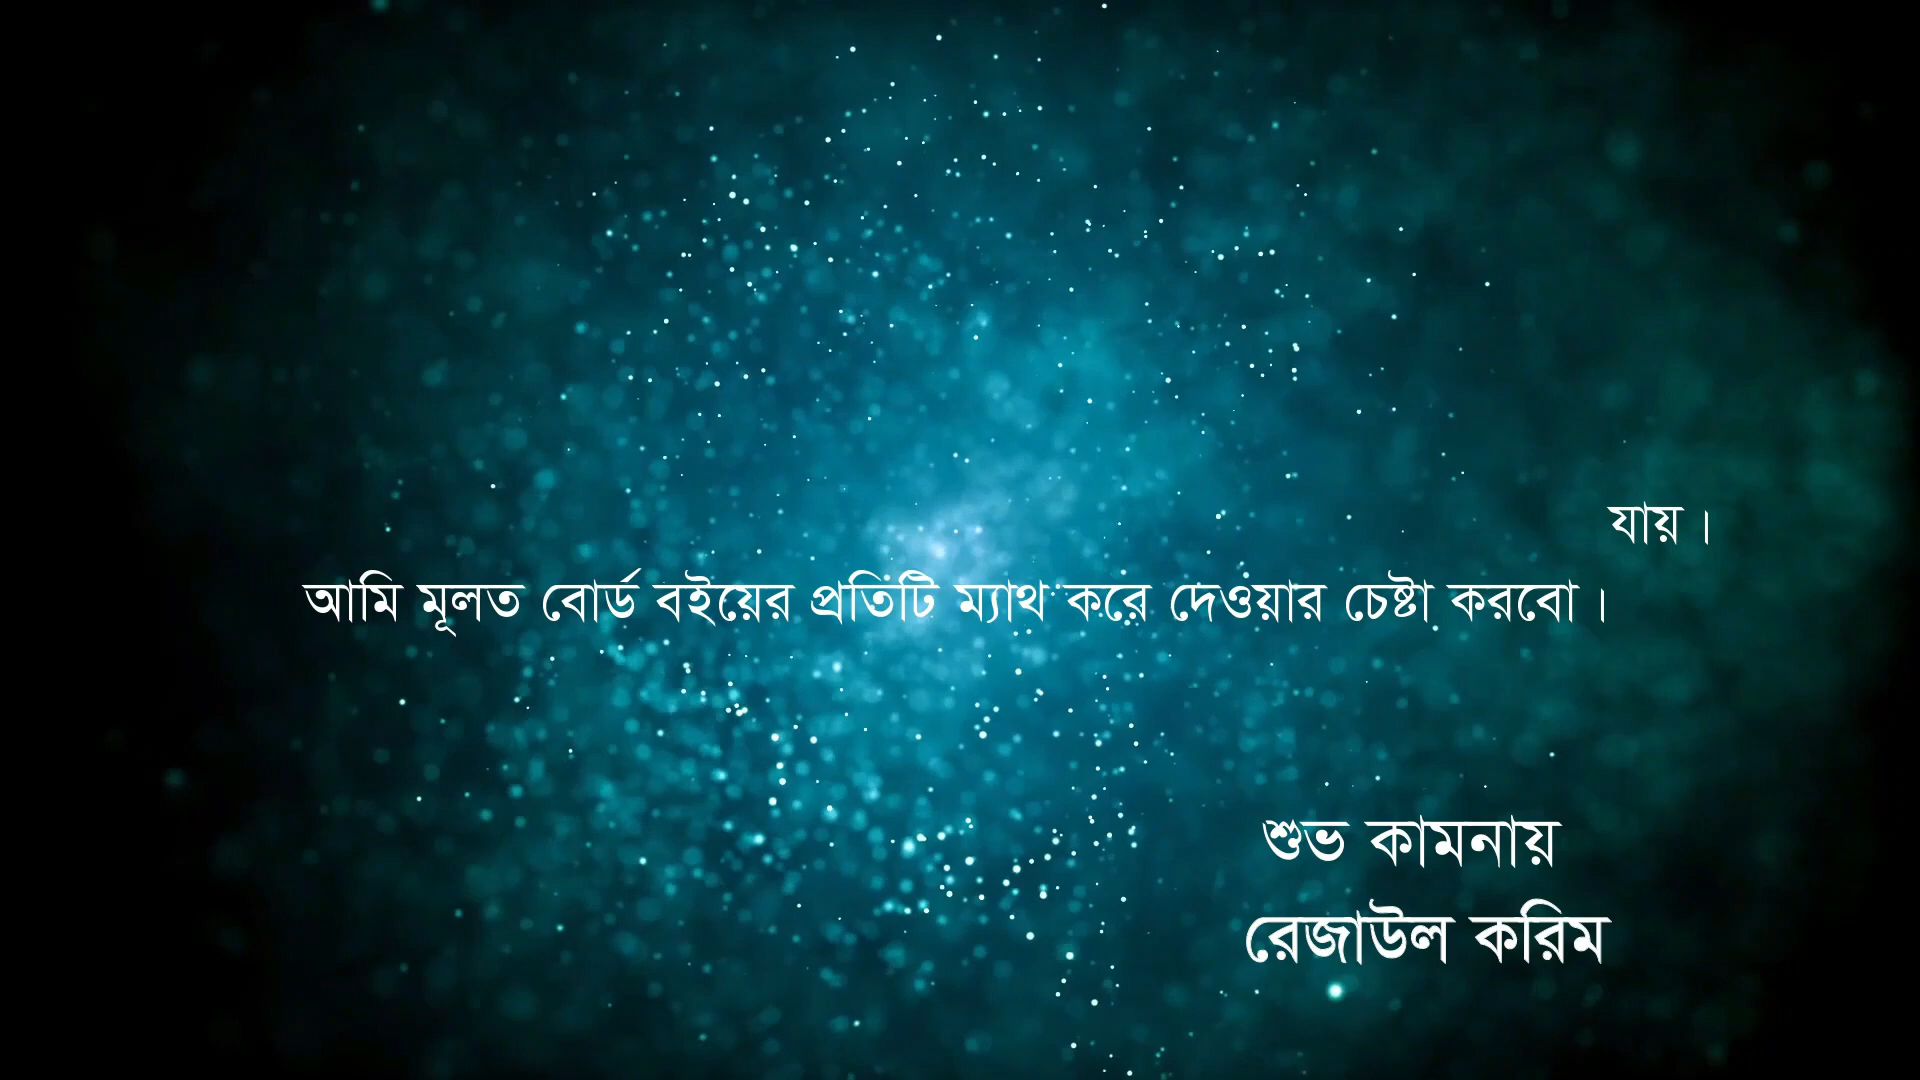 যায়।
আমি মূলত বোর্ড বইয়ের প্রতিটি ম্যাথ করে দেওয়ার চেষ্টা করবো।
শুভ কামনায়
রেজাউল করিম